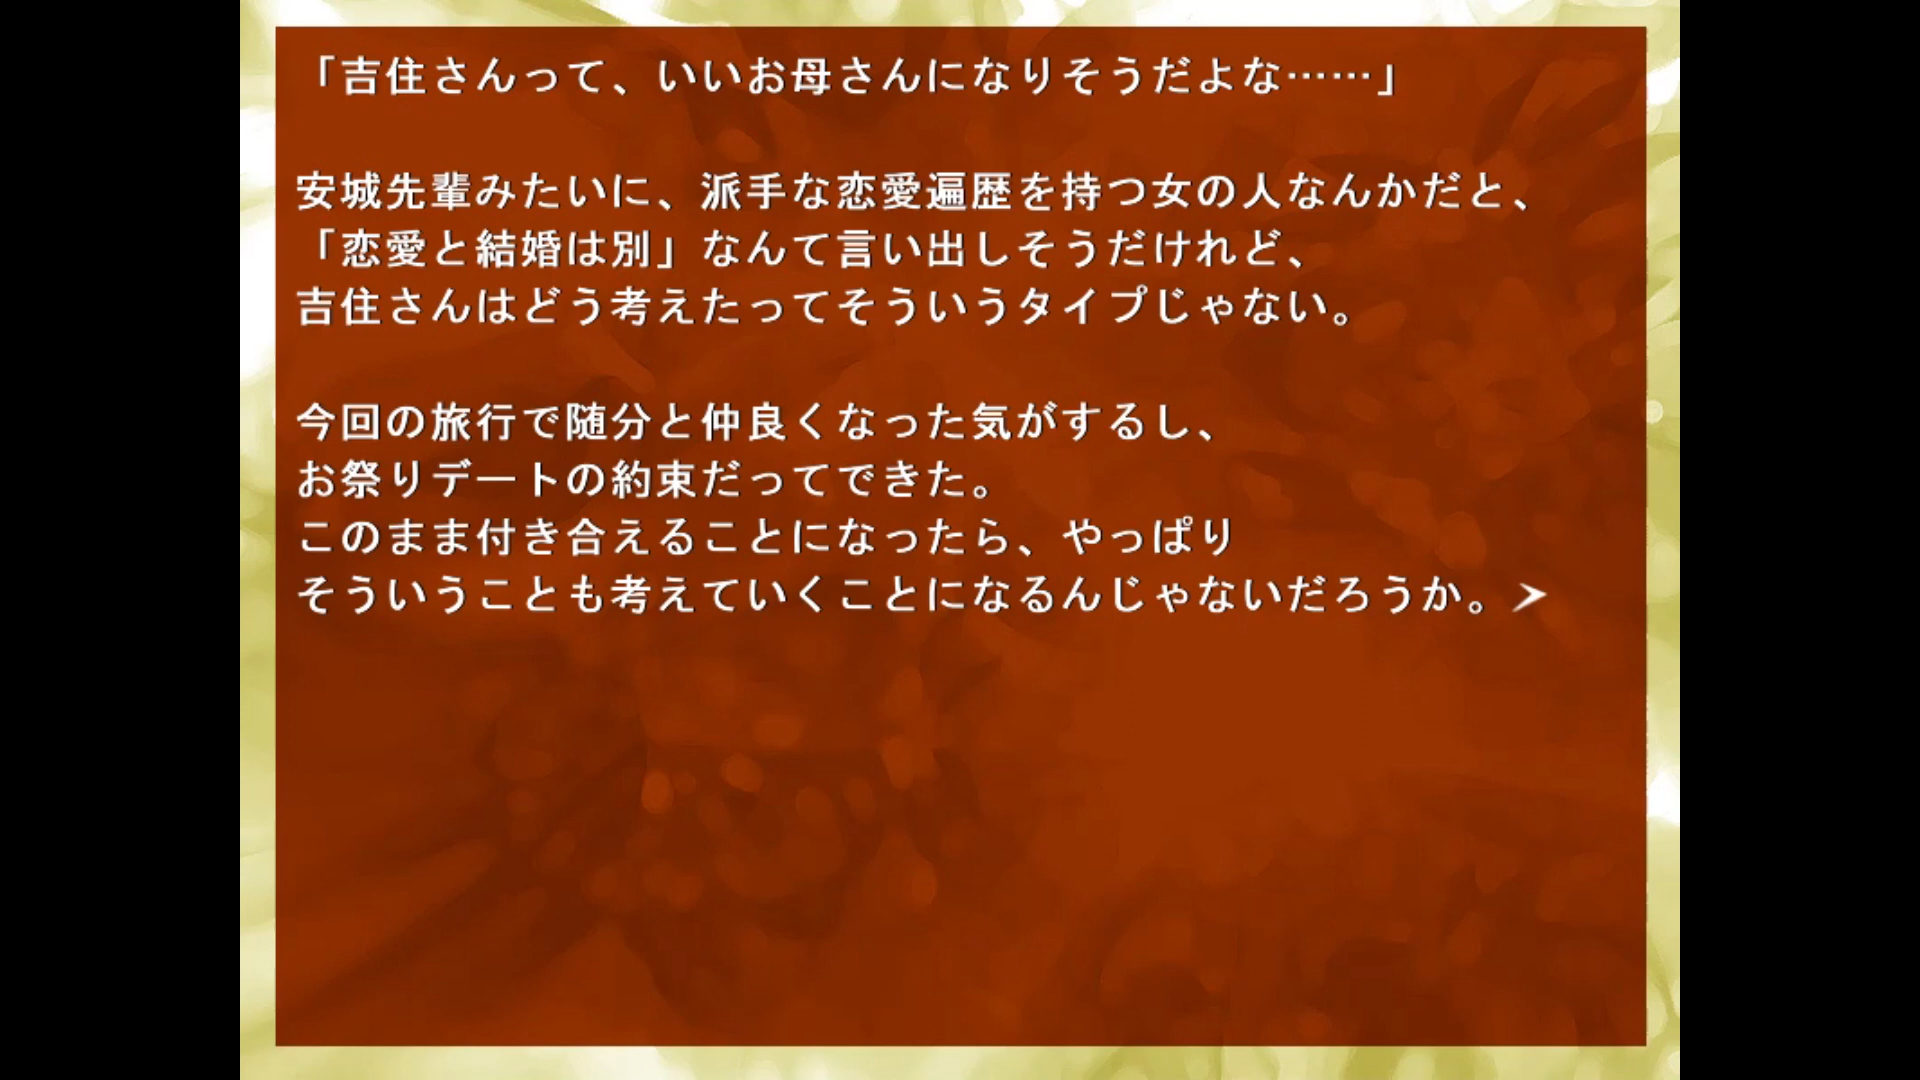 「吉住さんって、いいお母さんになりそうだよな……」
安城先輩みたいに、派手な恋愛遍歴を持つ女の人なんかだと、
「恋愛と結婚は別」なんて言い出しそうだけれど、
吉住さんはどう考えたってそういうタイプじゃない。
今回の旅行で随分と仲良くなった気がするし、
お祭りデートの約束だってできた。
このまま付き合えることになったら、やっぱり
そういうことも考えていくことになるんじゃないだろうか。